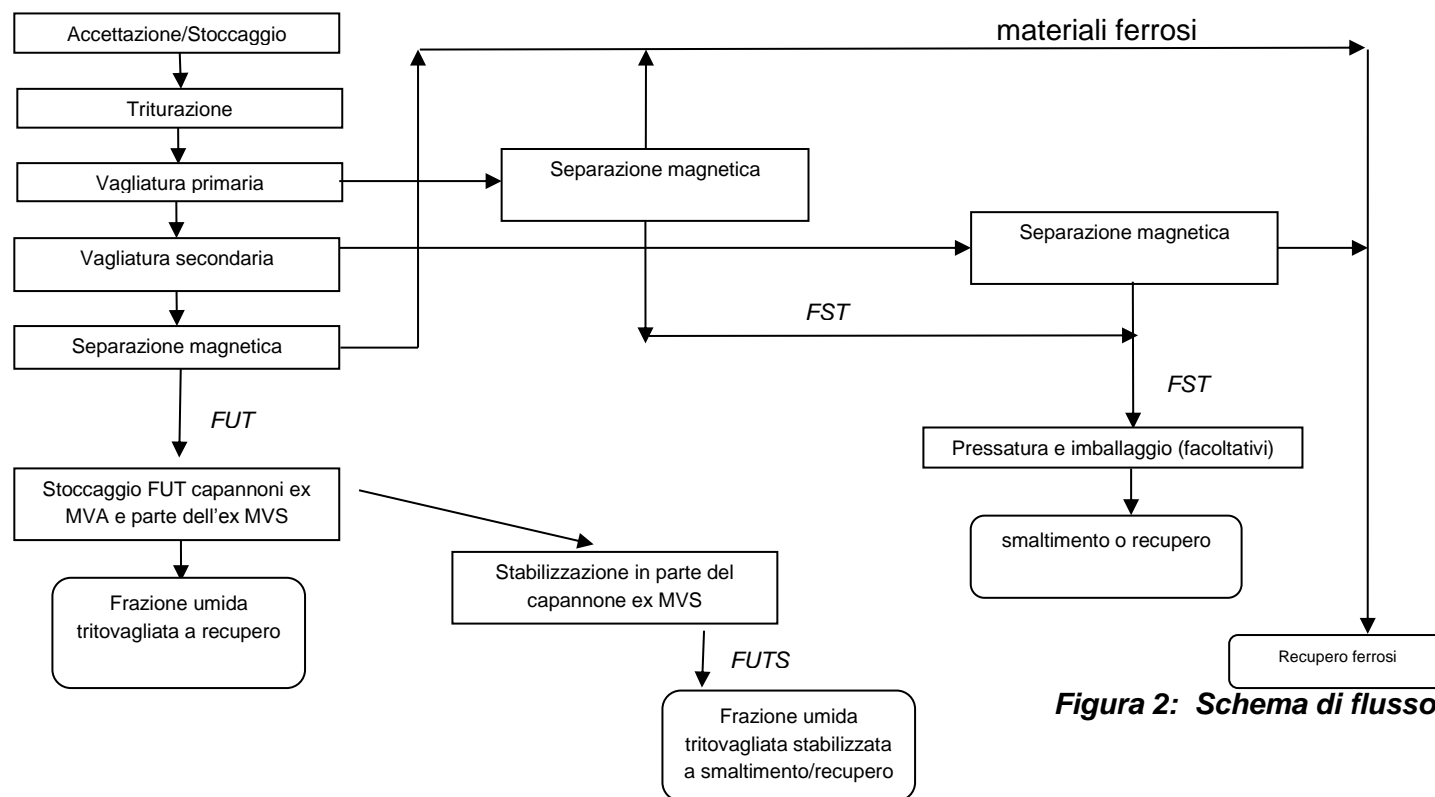 Accettazione/Stoccaggio
materiali ferrosi
Triturazione
Vagliatura primaria
Separazione magnetica
Vagliatura secondaria
Separazione magnetica
FST
Separazione magnetica
FST
FUT
Pressatura e imballaggio (facoltativi)
Stoccaggio FUT capannoni ex
MVA e parte dell'ex MVS
smaltimento o recupero
Stabilizzazione in parte del
capannone ex MVS
Frazione umida
tritovagliata a recupero
FUTS
Recupero ferrosi
Figura 2: Schema di flusso
Frazione umida
tritovagliata stabilizzata
a smaltimento/recupero